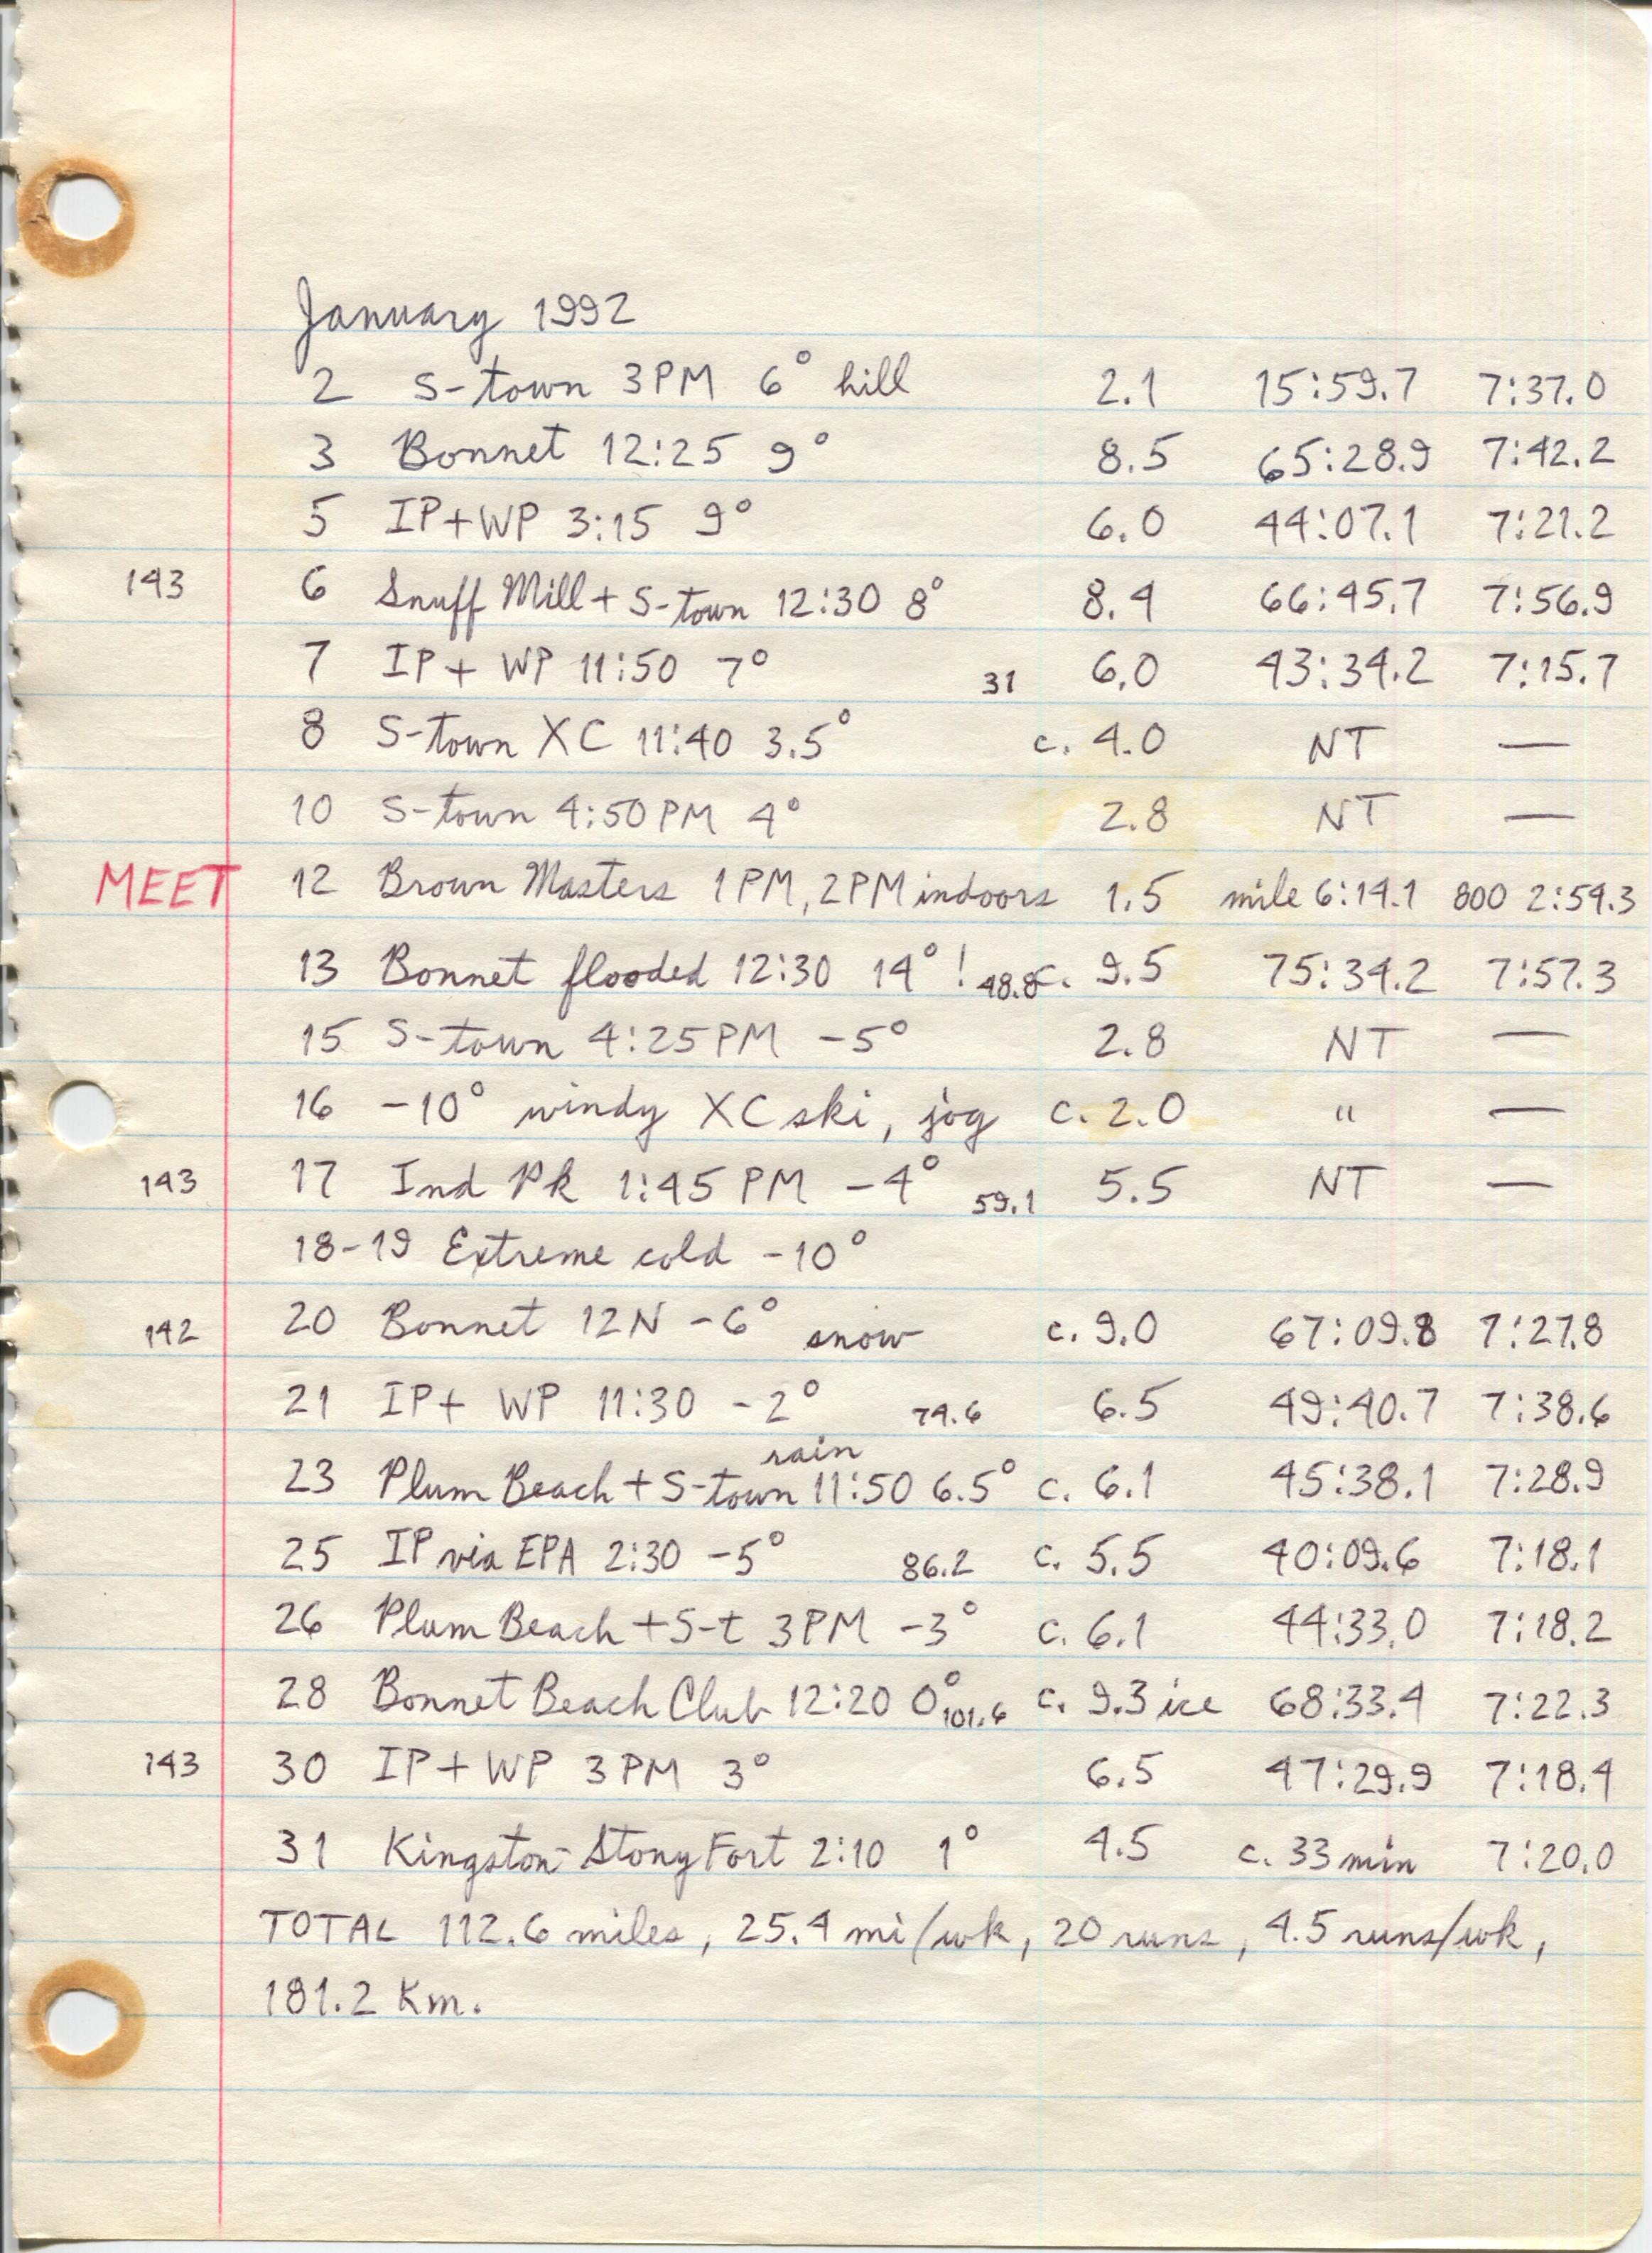 January 1992
2 S-town 3PM 6° hill 2.1 15:59.7 7:37.0
3 Bonnet 12:25 9° 8.5 65:28.9 7:42.2
5 IP+WP 3:15 9° 6.0 44:07.1 7:21.2
143 6 Snuff Mill + S-town 12:30 8° 8.4 66:45.7 7:56.9
7 IP+ WP 11:50 7° 31 6.0 43:34.2 7:15.7
8 S-town XC 11:40 3.5° c. 4.0 NT —
10 S-town 4:50PM 4° 2.8 NT —
MEET 12 Brown Masters 1PM, 2PM indoors 1.5 mile 6:14.1 800 2:54.3
13 Bonnet flooded 12:30 14°! 48.8 c. 9.5 75:34.2 7:57.3
15 S-town 4:25PM -5° 2.8 NT —
16 -10° windy XC ski, jog c. 2.0 " —
143 17 Ind Pk 1:45 PM -4° 59.1 5.5 NT —
18-19 Extreme cold -10°
142 20 Bonnet 12N -6° snow c. 9.0 67:09.8 7:27.8
21 IP+ WP 11:30 -2° 74.6 6.5 49:40.7 7:38.6
23 Plum Beach + S-town rain 11:50 6.5° c. 6.1 45:38.1 7:28.9
25 IP via EPA 2:30 -5° 86.2 c. 5.5 40:09.6 7:18.1
26 Plum Beach + S-t 3PM -3° c. 6.1 44:33.0 7:18.2
28 Bonnet Beach Club 12:20 0° 101.6 c. 9.3 ice 68:33.4 7:22.3
143 30 IP+WP 3PM 3° 6.5 47:29.9 7:18.4
31 Kingston-Stony Fort 2:10 1° 4.5 c. 33 min 7:20.0
TOTAL 112.6 miles, 25.4 mi/wk, 20 runs, 4.5 runs/wk,
181.2 Km.